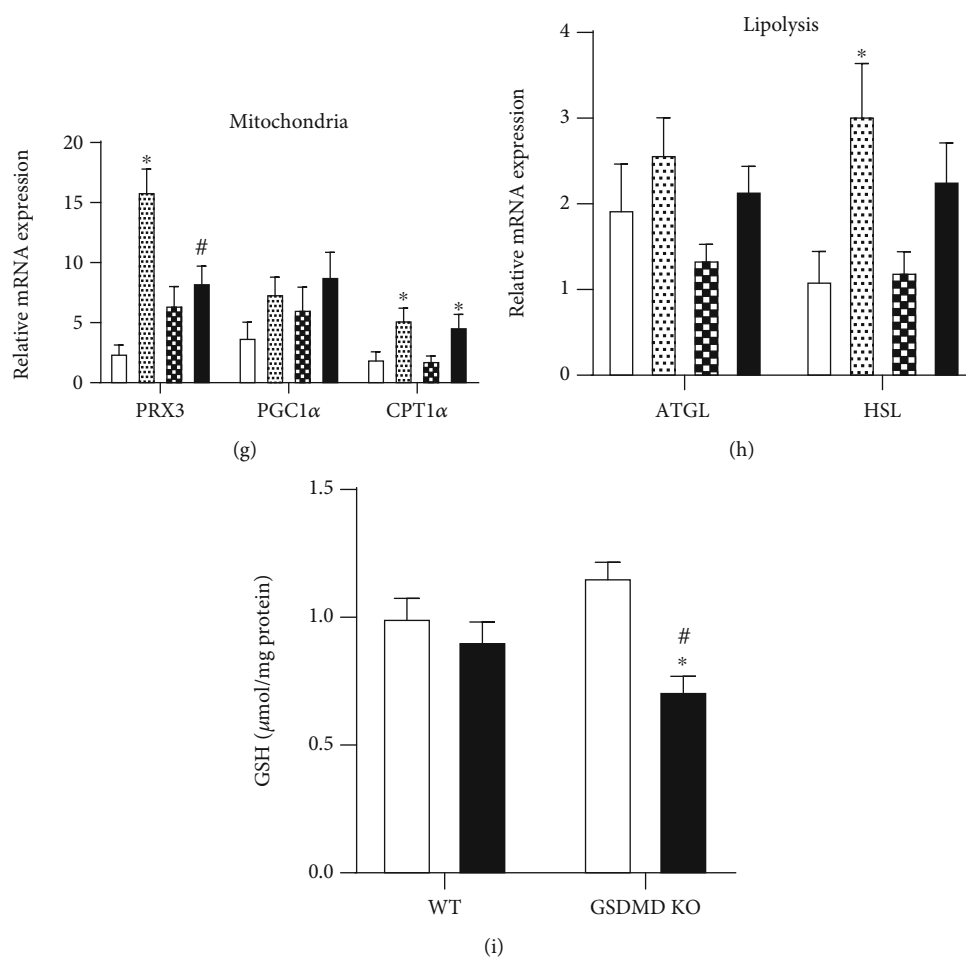 Mitochondria
Relative mRNA expression
20
15
10
5
0
*
#
*
*
PRX3
PGC1α
CPT1α
(g)
Lipolysis
Relative mRNA expression
4
3
2
1
0
*
ATGL
HSL
(h)
GSH (μmol/mg protein)
1.5
1.0
0.5
0.0
#
*
WT
GSDMD KO
(i)